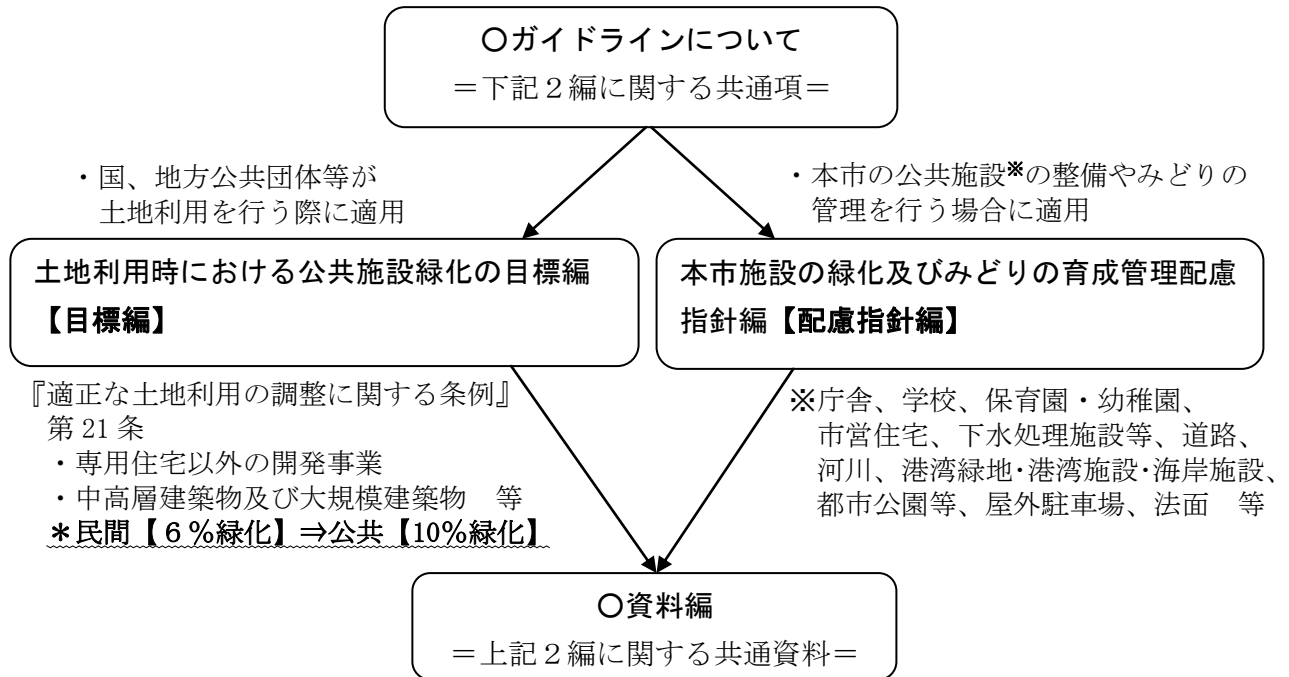 〇ガイドラインについて
＝下記２編に関する共通項＝
・国、地方公共団体等が
土地利用を行う際に適用
・本市の公共施設※の整備やみどりの
管理を行う場合に適用
土地利用時における公共施設緑化の目標編
【目標編】
本市施設の緑化及びみどりの育成管理配慮
指針編【配慮指針編】
『適正な土地利用の調整に関する条例』
第 21 条
・専用住宅以外の開発事業
・中高層建築物及び大規模建築物　等
＊民間【６％緑化】⇒公共【10％緑化】
※庁舎、学校、保育園・幼稚園、
市営住宅、下水処理施設等、道路、
河川、港湾緑地・港湾施設・海岸施設、
都市公園等、屋外駐車場、法面　等
〇資料編
＝上記２編に関する共通資料＝